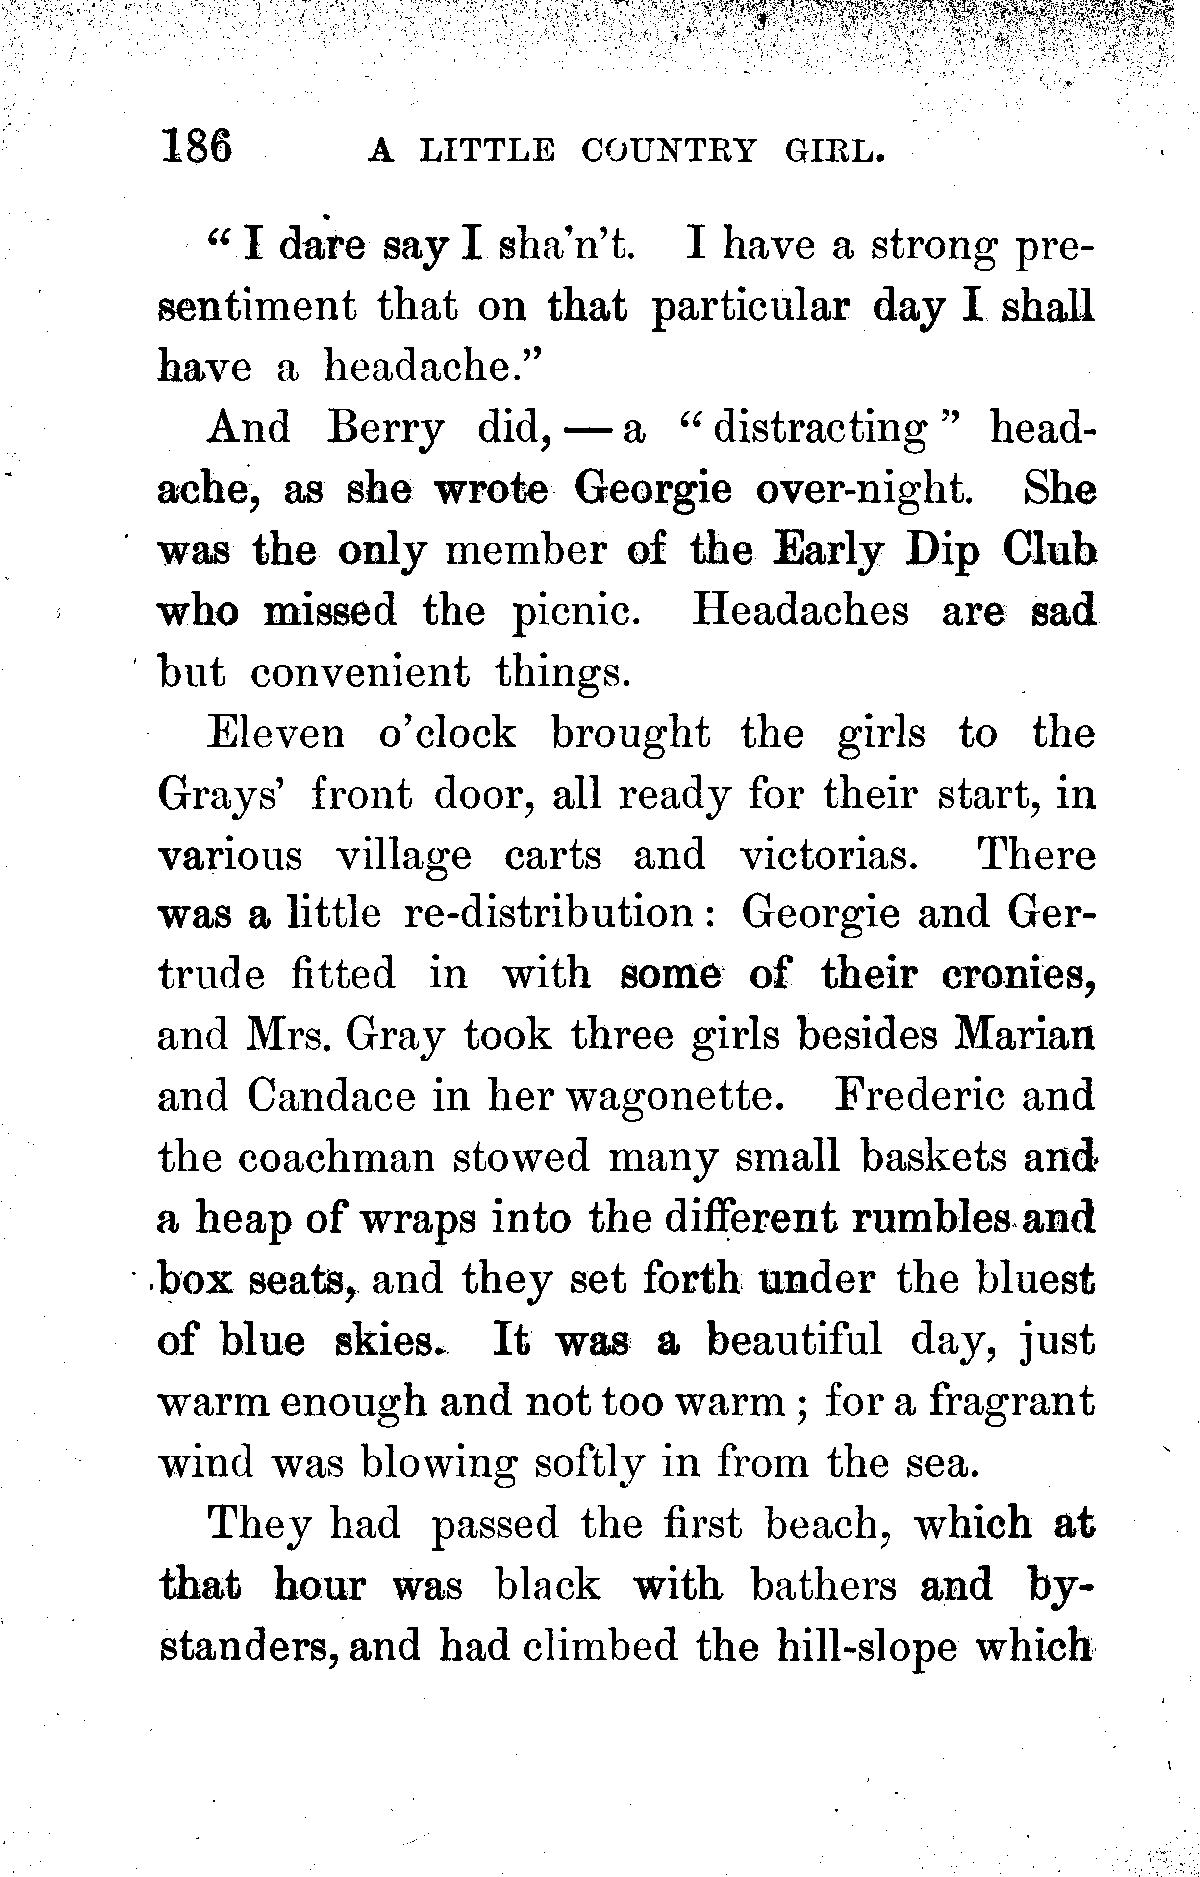 186 A LITTLE COUNTRY GIRL.
“ I dare say I sha'n't. I have a strong pre-
sentiment that on that particular day I shall
have a headache.”
And Berry did, — a “ distracting ” head-
ache, as she wrote Georgie over-night. She
was the only member of the Early Dip Club
who missed the picnic. Headaches are sad
but convenient things.
Eleven o'clock brought the girls to the
Grays' front door, all ready for their start, in
various village carts and victorias. There
was a little re-distribution : Georgie and Ger-
trude fitted in with some of their cronies,
and Mrs. Gray took three girls besides Marian
and Candace in her wagonette. Frederic and
the coachman stowed many small baskets and
a heap of wraps into the different rumbles and
box seats, and they set forth under the bluest
of blue skies. It was a beautiful day, just
warm enough and not too warm ; for a fragrant
wind was blowing softly in from the sea.
They had passed the first beach, which at
that hour was black with bathers and by-
standers, and had climbed the hill-slope which